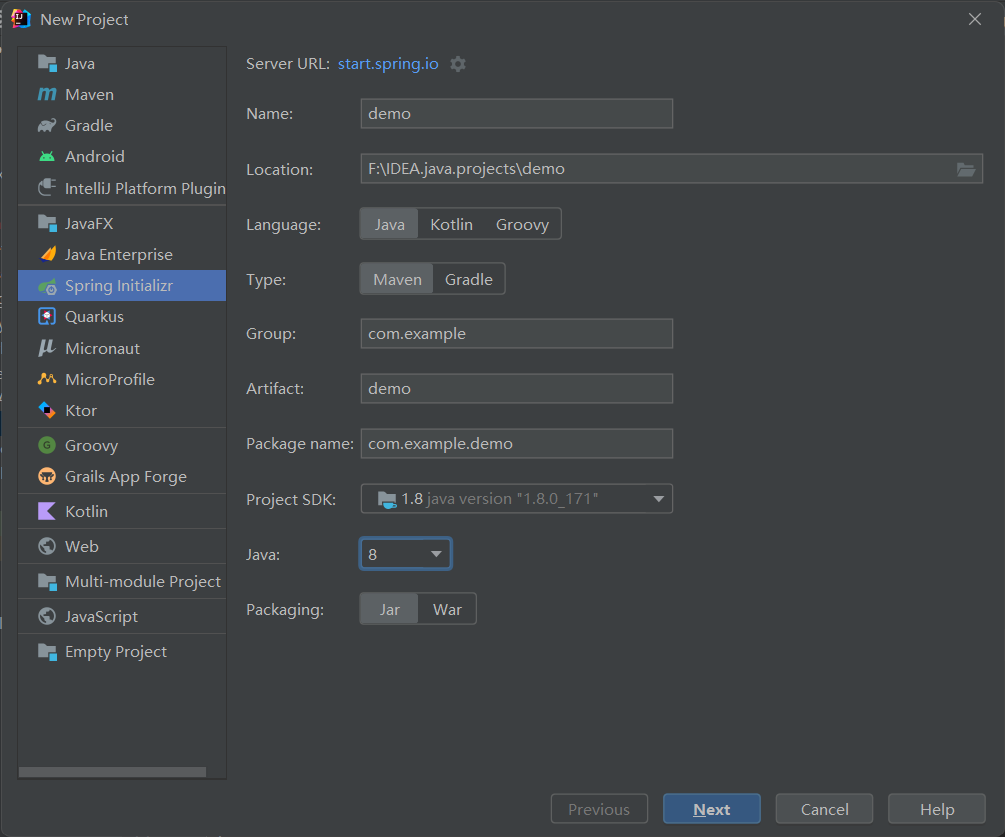 New Project
Java
Maven
Gradle
Android
IntelliJ Platform Plugin
JavaFX
Java Enterprise
Spring Initializr
Quarkus
Micronaut
MicroProfile
Ktor
Groovy
Grails App Forge
Kotlin
Web
Multi-module Project
JavaScript
Empty Project
Server URL: start.spring.io
Name: demo
Location: F:\IDEA.java.projects\demo
Language: Java Kotlin Groovy
Type: Maven Gradle
Group: com.example
Artifact: demo
Package name: com.example.demo
Project SDK: 1.8 java version "1.8.0_171"
Java: 8
Packaging: Jar War
Previous Next Cancel Help